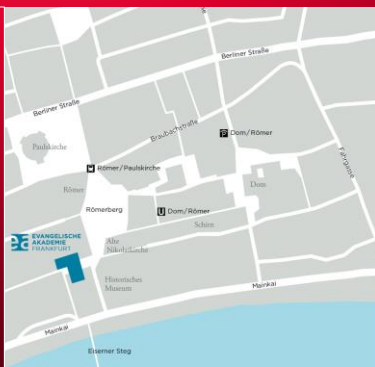 Berliner Straße
Berliner Straße
Braubachstraße
P Dom/Römer
Paulskirche
Fahrgasse
Römer/Paulskirche
Römer
Dom
Römerberg
U Dom/Römer
Schirn
ea EVANGELISCHE
AKADEMIE
FRANKFURT
Alte
Nikolaikirche
Historisches
Museum
Mainkai
Mainkai
Eiserner Steg